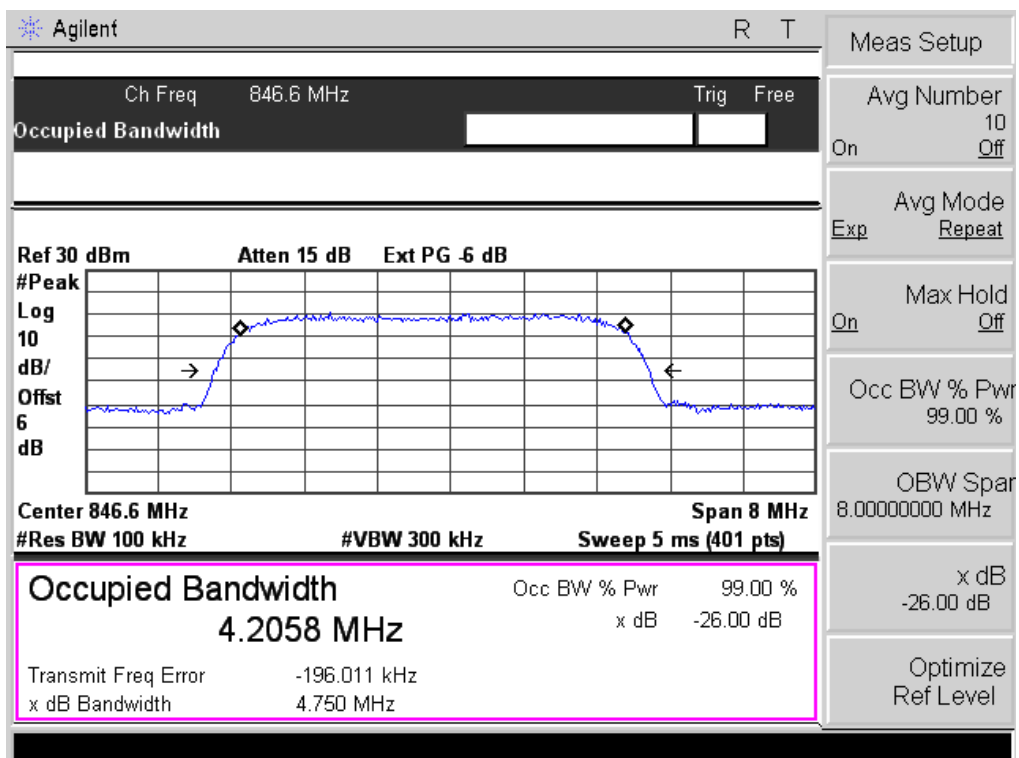 Agilent R T
Ch Freq 846.6 MHz Trig Free
Occupied Bandwidth
Ref 30 dBm Atten 15 dB Ext PG -6 dB
#Peak
Log
10
dB/
Offst
6
dB
Center 846.6 MHz Span 8 MHz
#Res BW 100 kHz #VBW 300 kHz Sweep 5 ms (401 pts)
Occupied Bandwidth
4.2058 MHz
Occ BW % Pwr 99.00 %
x dB -26.00 dB
Transmit Freq Error -196.011 kHz
x dB Bandwidth 4.750 MHz
Meas Setup
Avg Number
10
On Off
Avg Mode
Exp Repeat
Max Hold
On Off
Occ BW % Pwr
99.00 %
OBW Span
8.00000000 MHz
x dB
-26.00 dB
Optimize
Ref Level